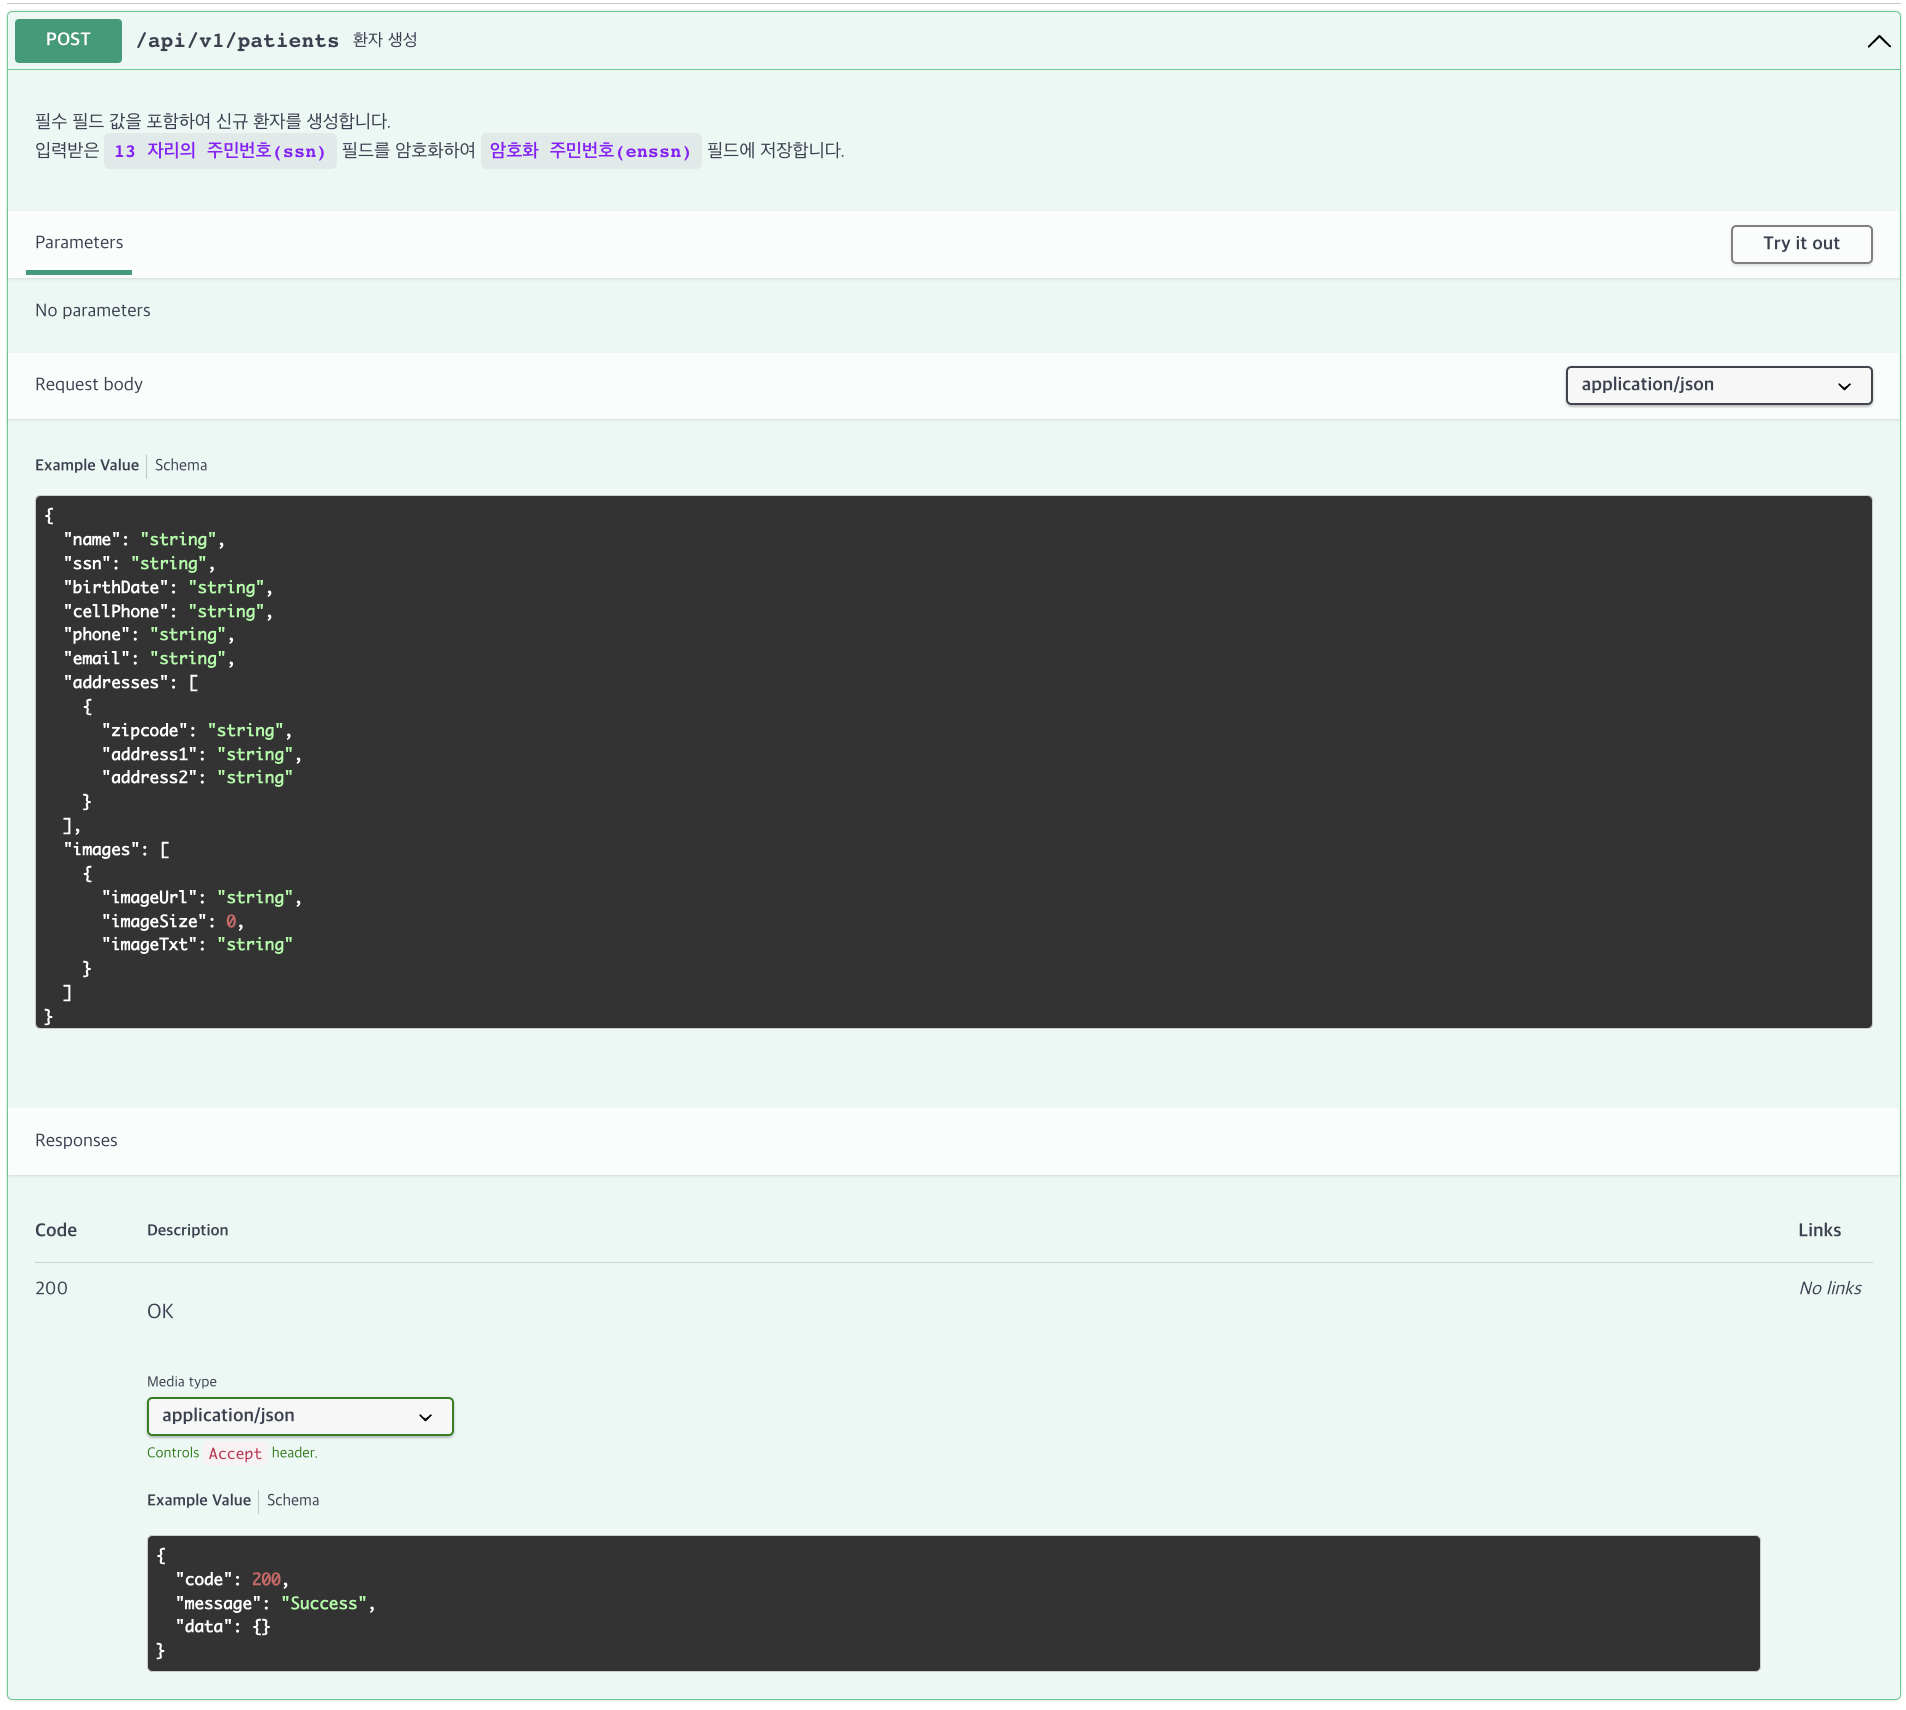 POST /api/v1/patients 환자 생성
필수 필드 값을 포함하여 신규 환자를 생성합니다.
입력받은 13 자리의 주민번호(ssn) 필드를 암호화하여 암호화 주민번호(enssn) 필드에 저장합니다.
Parameters
Try it out
No parameters
Request body
application/json
Example Value Schema
{
  "name": "string",
  "ssn": "string",
  "birthDate": "string",
  "cellPhone": "string",
  "phone": "string",
  "email": "string",
  "addresses": [
    {
      "zipcode": "string",
      "address1": "string",
      "address2": "string"
    }
  ],
  "images": [
    {
      "imageUrl": "string",
      "imageSize": 0,
      "imageTxt": "string"
    }
  ]
}
Responses
Code Description Links
200 No links
OK
Media type
application/json
Controls Accept header.
Example Value Schema
{
  "code": 200,
  "message": "Success",
  "data": {}
}